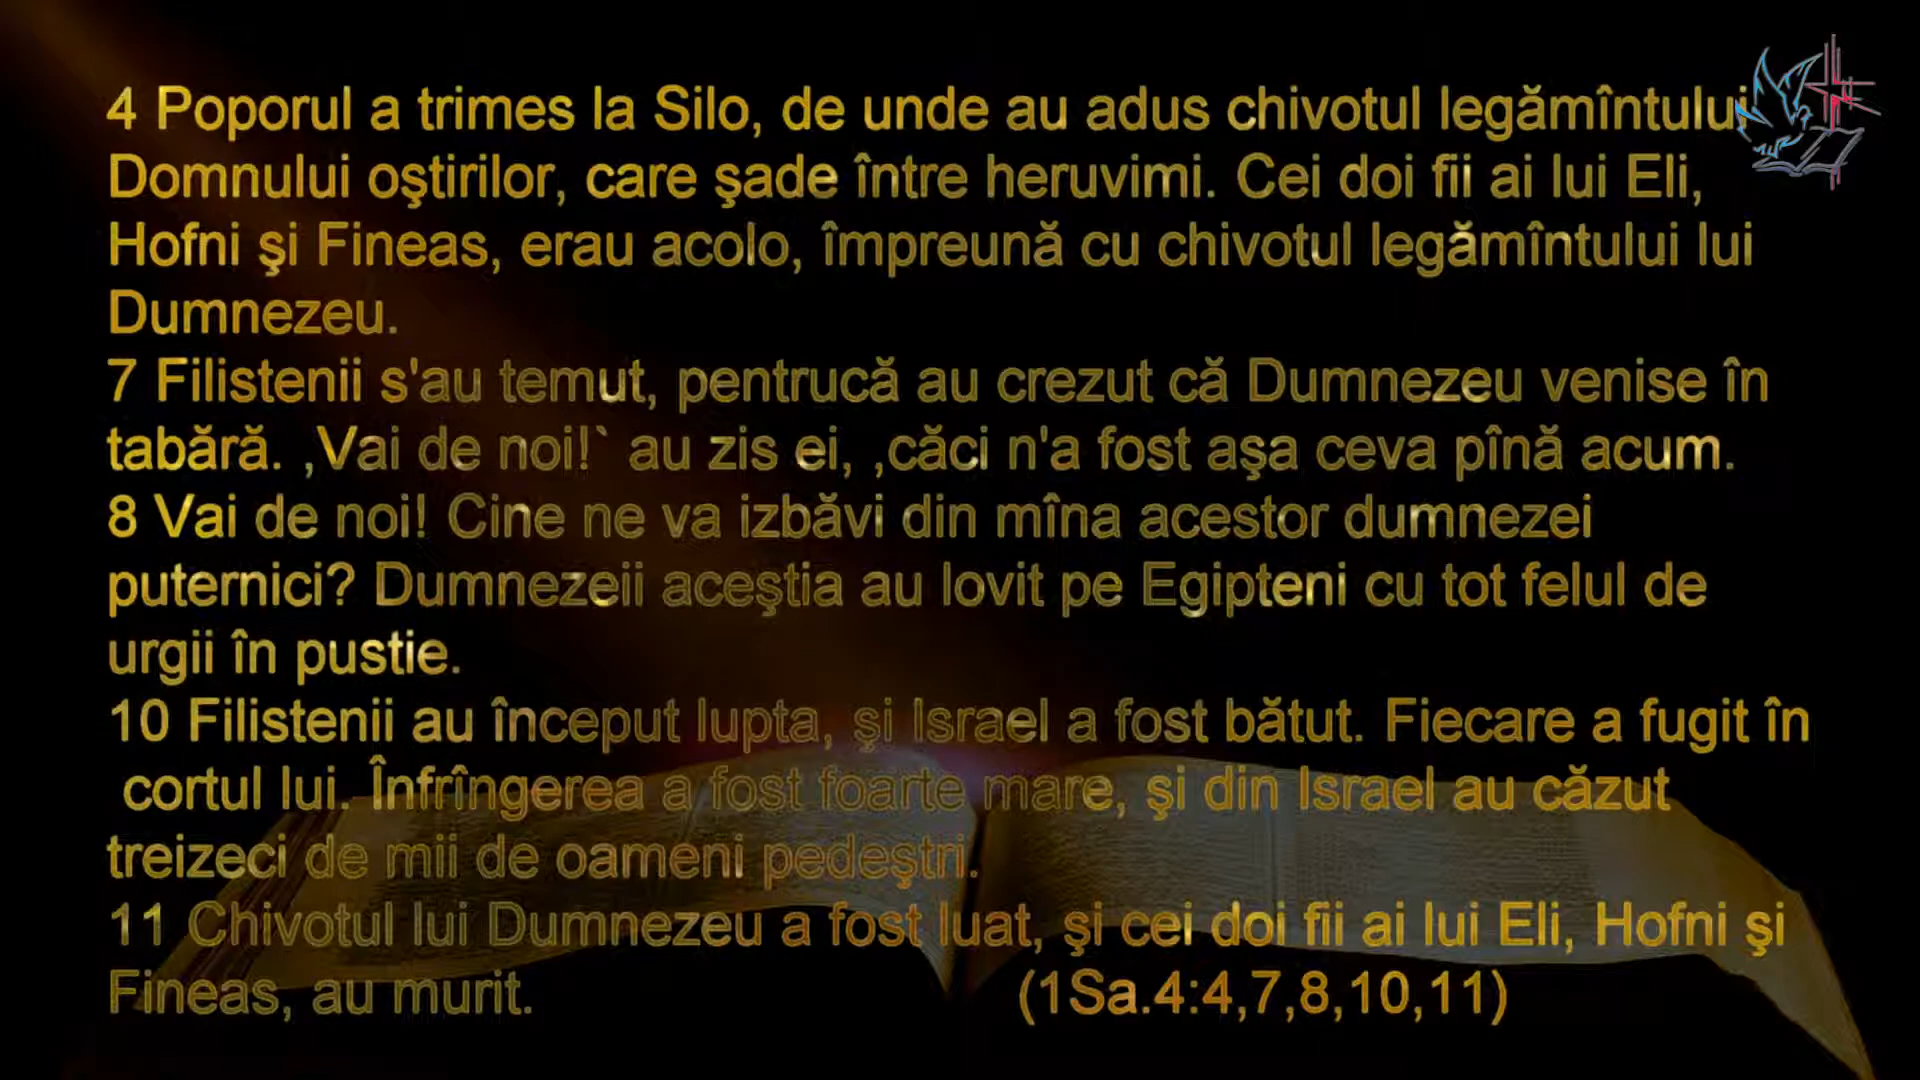 4 Poporul a trimes la Silo, de unde au adus chivotul legămîntului
Domnului oştirilor, care şade între heruvimi. Cei doi fii ai lui Eli,
Hofni şi Fineas, erau acolo, împreună cu chivotul legămîntului lui
Dumnezeu.
7 Filistenii s'au temut, pentrucă au crezut că Dumnezeu venise în
tabără. ,Vai de noi!` au zis ei, ,căci n'a fost aşa ceva pînă acum.
8 Vai de noi! Cine ne va izbăvi din mîna acestor dumnezei
puternici? Dumnezeii aceştia au lovit pe Egipteni cu tot felul de
urgii în pustie.
10 Filistenii au început lupta, şi Israel a fost bătut. Fiecare a fugit în
cortul lui. Înfrîngerea a fost foarte mare, şi din Israel au căzut
treizeci de mii de oameni pedeştri.
11 Chivotul lui Dumnezeu a fost luat, şi cei doi fii ai lui Eli, Hofni şi
Fineas, au murit. (1Sa.4:4,7,8,10,11)